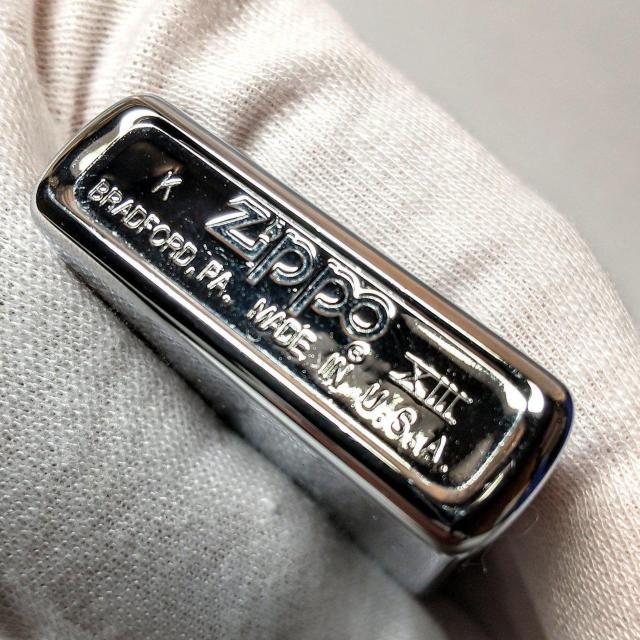 K Zippo® XIII
BRADFORD, PA. MADE IN U.S.A.